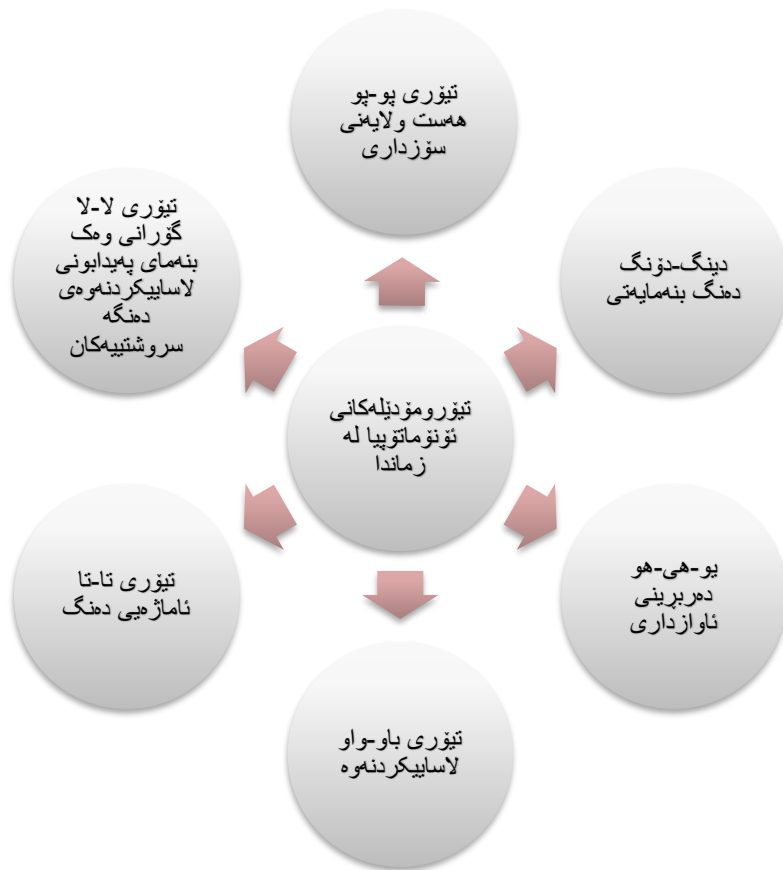 تیۆری پو-پو
هەست ولایەنی
سۆزداری
دینگ-دۆنگ
دەنگ بنەمایەتی
یو-هی-هو
دەربڕینی
ئاوازداری
تیۆری باو-واو
لاساییکردنەوە
تیۆری تا-تا
ئاماژەیی دەنگ
تیۆری لا-لا
گۆرانی وەک
بنەمای پەیدابونی
لاساییکردنەوەی
دەنگە
سروشتییەکان
تیۆرومۆدێلەکانی
ئۆنۆماتۆپیا لە
زماندا